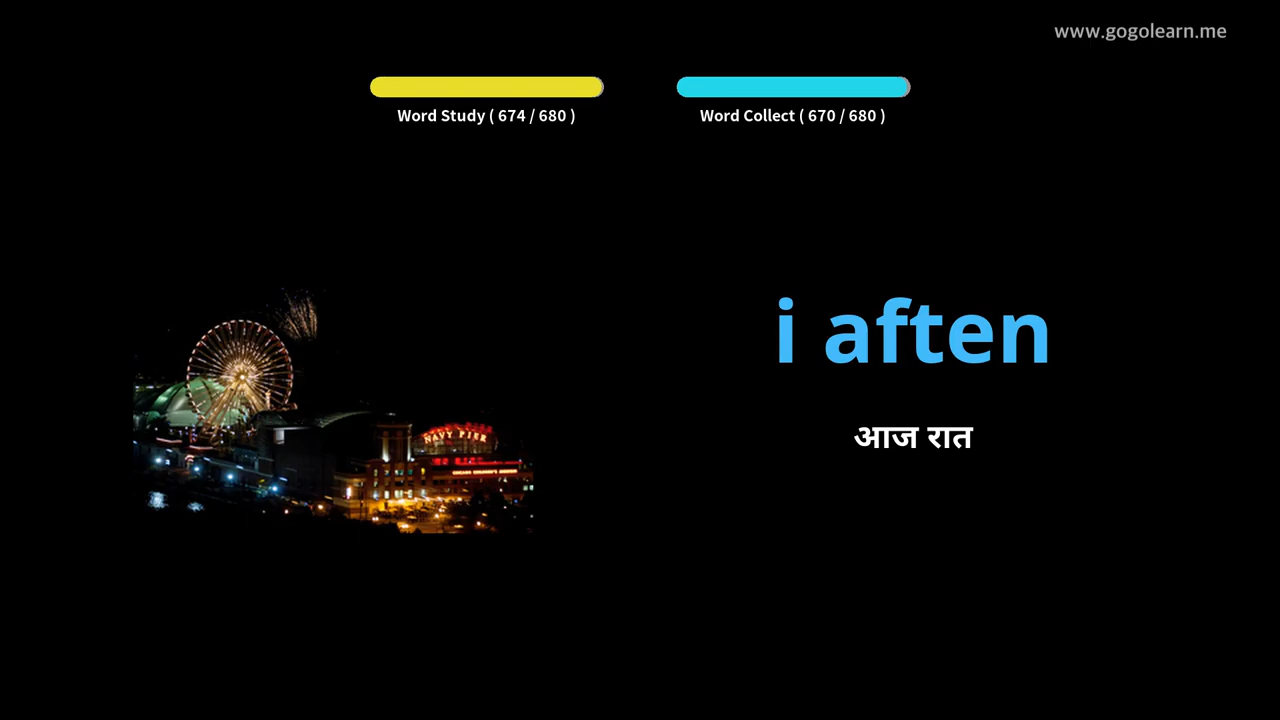 www.gogolearn.me
Word Study ( 674 / 680 )
Word Collect ( 670 / 680 )
i aften
आज रात
NAVY PIER